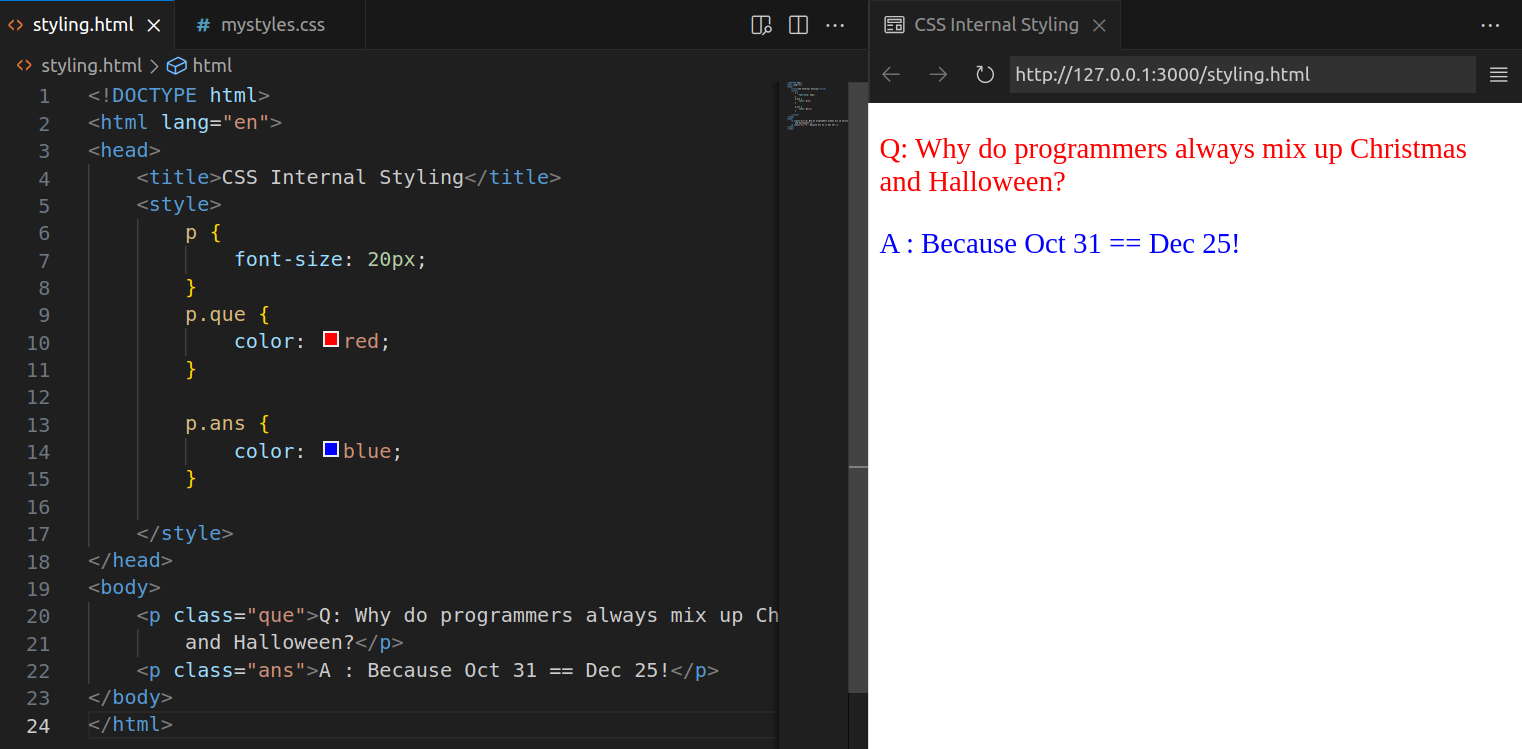 styling.html
# mystyles.css
styling.html > html
1 <!DOCTYPE html>
2 <html lang="en">
3 <head>
4     <title>CSS Internal Styling</title>
5     <style>
6         p {
7             font-size: 20px;
8         }
9         p.que {
10             color: red;
11         }
12
13         p.ans {
14             color: blue;
15         }
16
17     </style>
18 </head>
19 <body>
20     <p class="que">Q: Why do programmers always mix up Ch
21         and Halloween?</p>
22     <p class="ans">A : Because Oct 31 == Dec 25!</p>
23 </body>
24 </html>
CSS Internal Styling
http://127.0.0.1:3000/styling.html
Q: Why do programmers always mix up Christmas
and Halloween?
A : Because Oct 31 == Dec 25!